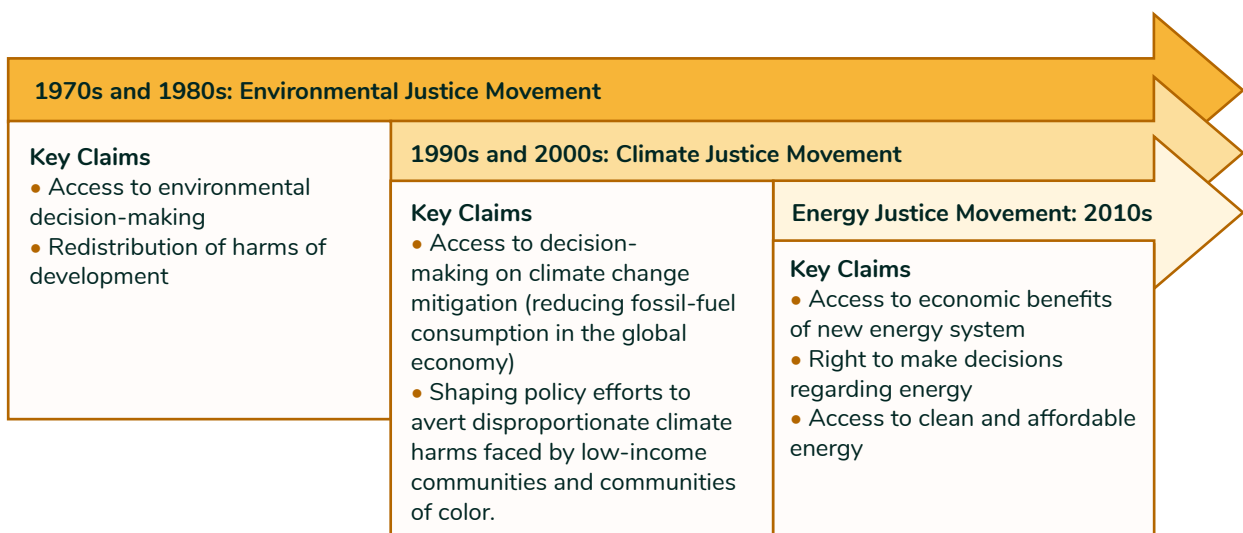 1970s and 1980s: Environmental Justice Movement
Key Claims
• Access to environmental
decision-making
• Redistribution of harms of
development
1990s and 2000s: Climate Justice Movement
Key Claims
• Access to decision-
making on climate change
mitigation (reducing fossil-fuel
consumption in the global
economy)
• Shaping policy efforts to
avert disproportionate climate
harms faced by low-income
communities and communities
of color.
Energy Justice Movement: 2010s
Key Claims
• Access to economic benefits
of new energy system
• Right to make decisions
regarding energy
• Access to clean and affordable
energy